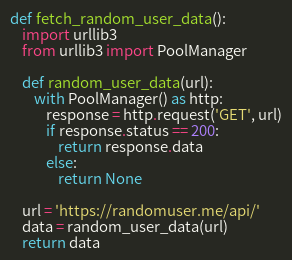 def fetch_random_user_data():
    import urllib3
    from urllib3 import PoolManager

    def random_user_data(url):
        with PoolManager() as http:
            response = http.request('GET', url)
            if response.status == 200:
                return response.data
            else:
                return None

    url = 'https://randomuser.me/api/'
    data = random_user_data(url)
    return data